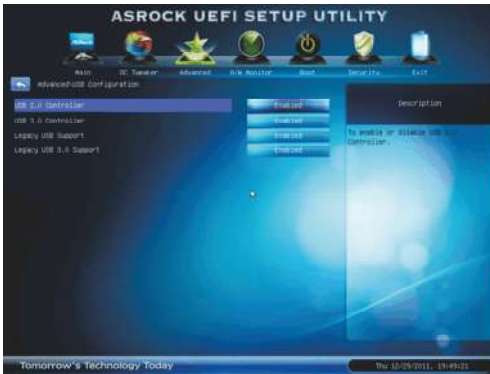 ASROCK UEFI SETUP UTILITY
ASRock
Main OC Tweaker Advanced H/W Monitor Boot Security Exit
Advanced\USB Configuration
USB 2.0 Controller Enabled
USB 3.0 Controller Enabled
Legacy USB Support Enabled
Legacy USB 3.0 Support Enabled
Description
To enable or disable USB 2.0
Controller.
Tomorrow's Technology Today
Thu 12/29/2011, 19:49:21